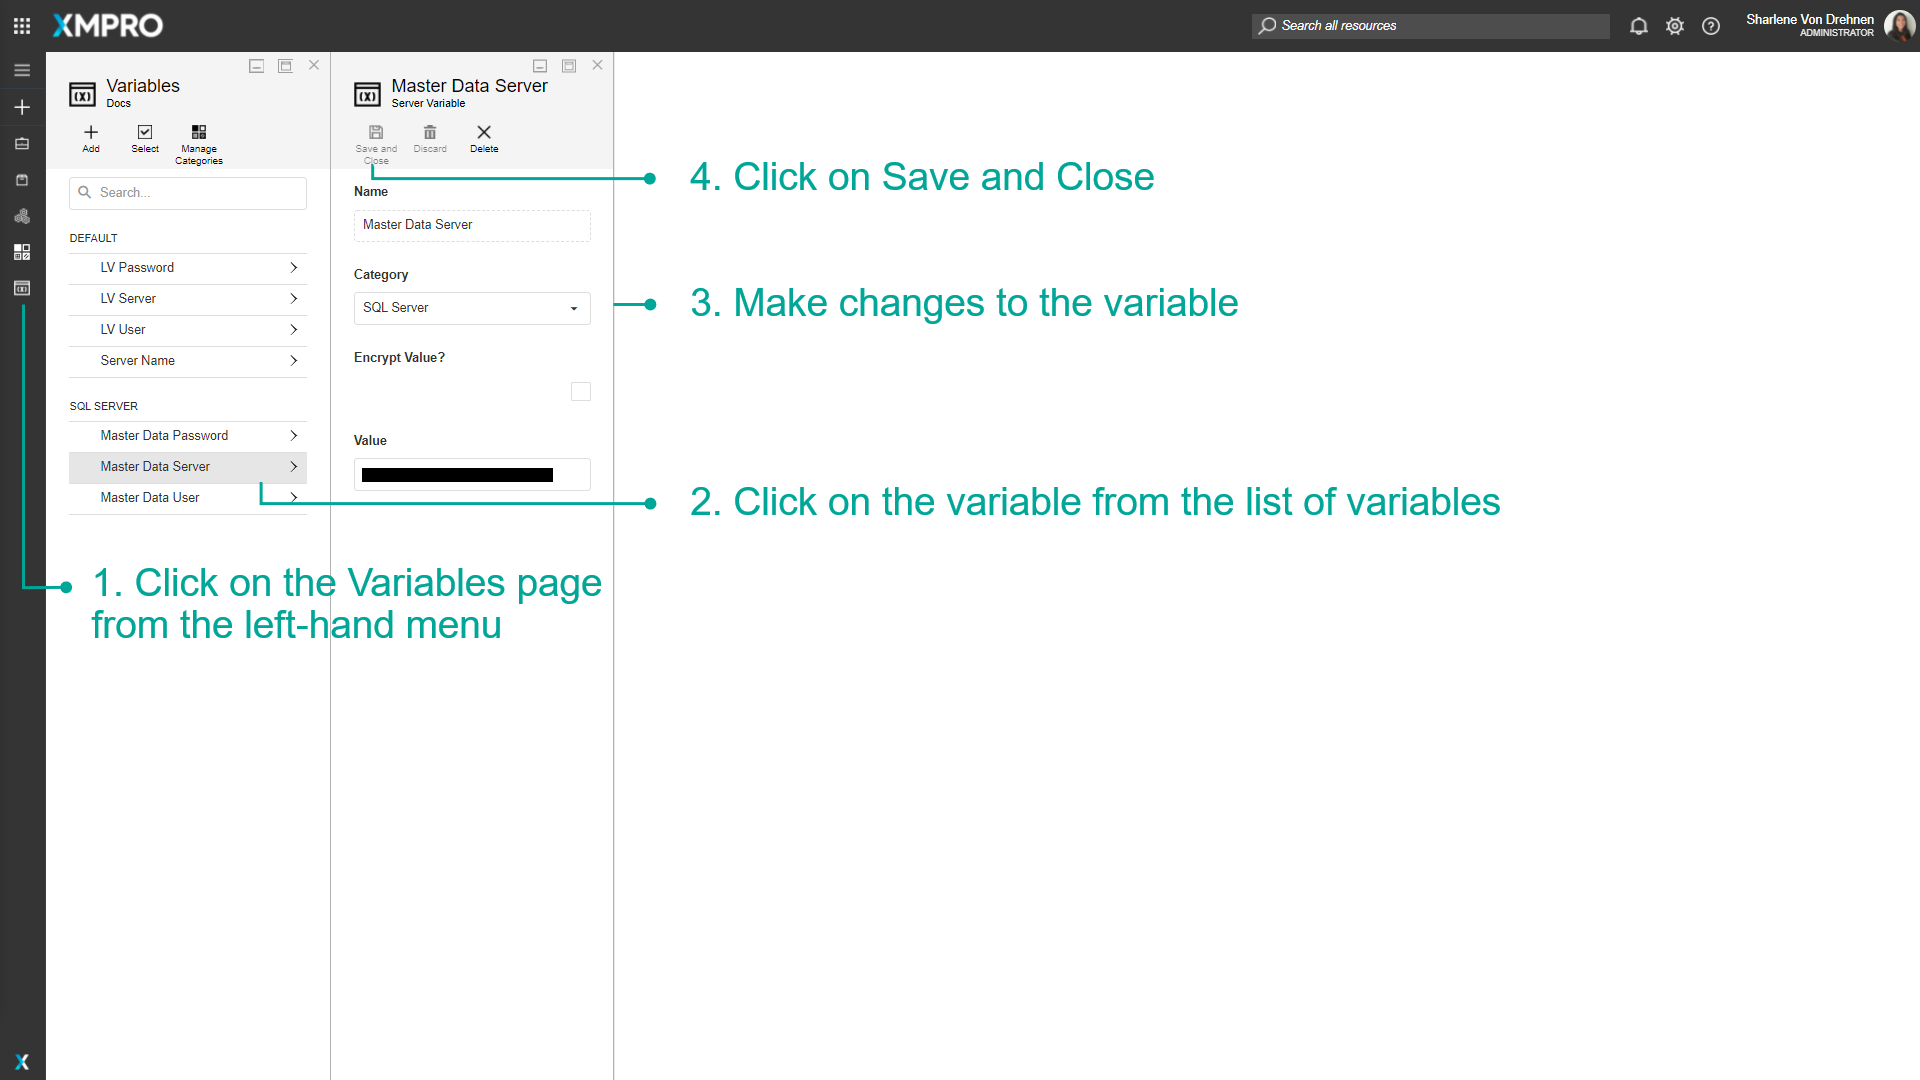 XMPRO
Search all resources
Sharlene Von Drehnen
ADMINISTRATOR
Variables
Docs
Add
Select
Manage
Categories
Search...
DEFAULT
LV Password
LV Server
LV User
Server Name
SQL SERVER
Master Data Password
Master Data Server
Master Data User
Master Data Server
Server Variable
Save and
Close
Discard
Delete
Name
Master Data Server
Category
SQL Server
Encrypt Value?
Value
4. Click on Save and Close
3. Make changes to the variable
2. Click on the variable from the list of variables
1. Click on the Variables page
from the left-hand menu